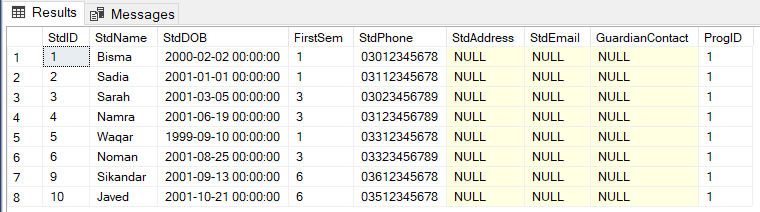 Results Messages
StdID StdName StdDOB FirstSem StdPhone StdAddress StdEmail GuardianContact ProgID
1 1 Bisma 2000-02-02 00:00:00 1 03012345678 NULL NULL NULL 1
2 2 Sadia 2001-01-01 00:00:00 1 03112345678 NULL NULL NULL 1
3 3 Sarah 2001-03-05 00:00:00 3 03023456789 NULL NULL NULL 1
4 4 Namra 2001-06-19 00:00:00 3 03123456789 NULL NULL NULL 1
5 5 Waqar 1999-09-10 00:00:00 1 03312345678 NULL NULL NULL 1
6 6 Noman 2001-08-25 00:00:00 3 03323456789 NULL NULL NULL 1
7 9 Sikandar 2001-09-13 00:00:00 6 03612345678 NULL NULL NULL 1
8 10 Javed 2001-10-21 00:00:00 6 03512345678 NULL NULL NULL 1